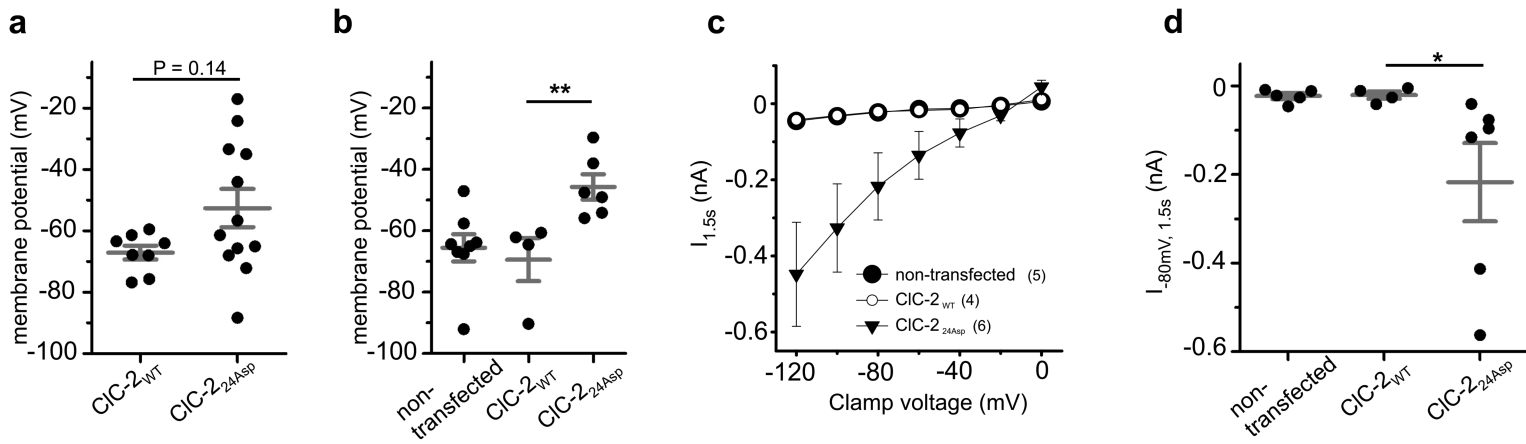 a
membrane potential (mV)
-20
-40
-60
-80
-100
P = 0.14
ClC-2WT
ClC-224Asp
b
membrane potential (mV)
-20
-40
-60
-80
-100
**
non-
transfected
ClC-2WT
ClC-224Asp
c
I1.5s (nA)
0
-0.2
-0.4
-0.6
non-transfected (5)
ClC-2WT (4)
ClC-224Asp (6)
-120
-80
-40
0
Clamp voltage (mV)
d
I-80mV, 1.5s (nA)
0
-0.2
-0.4
-0.6
*
non-
transfected
ClC-2WT
ClC-224Asp